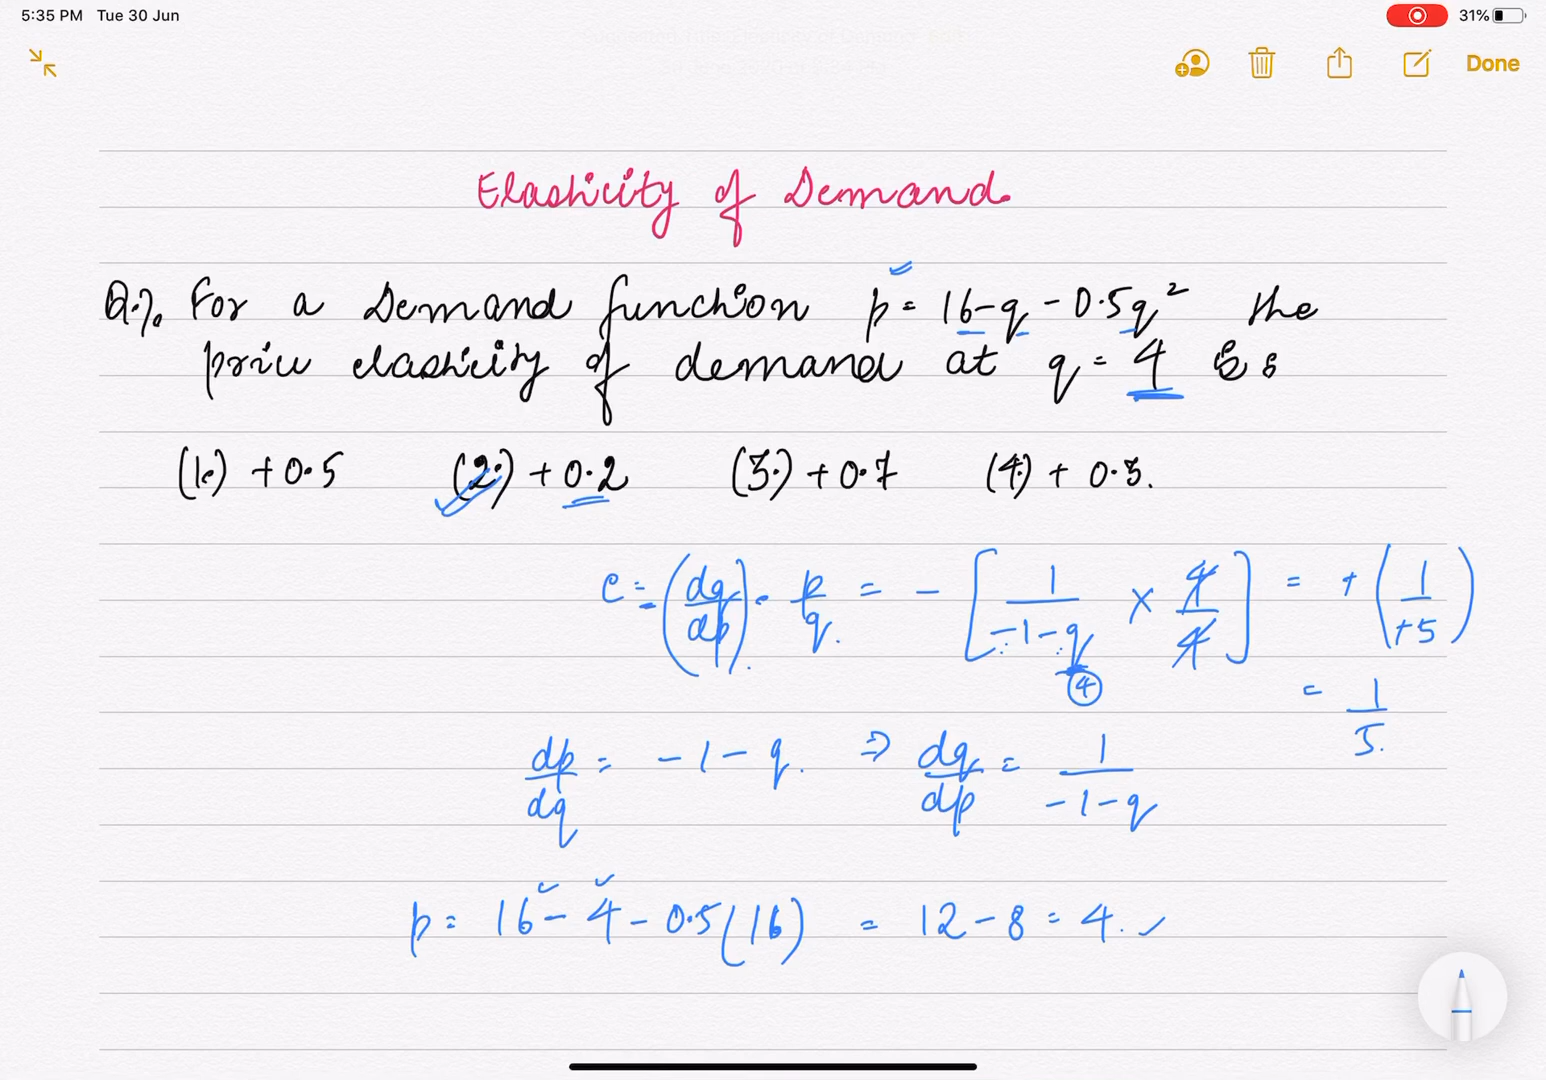 5:35 PM Tue 30 Jun
31%
Done
Elasticity of Demand
Q.1. For a Demand function p = 16-q-0.5q² the
price elasticity of demand at q = 4 is
(1.) +0.5 (2.) +0.2 (3.) +0.7 (4.) +0.3.
e = -(dq/dp) · p/q = -[1/(-1-q) × 4/4] = +(1/+5)
4
= 1/5.
dp/dq = -1-q. ⇒ dq/dp = 1/(-1-q)
p = 16-4-0.5(16) = 12-8 = 4.